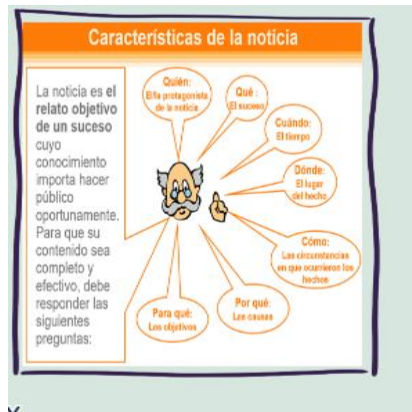 Características de la noticia
La noticia es el
relato objetivo
de un suceso
cuyo
conocimiento
importa hacer
público
oportunamente.
Para que su
contenido sea
completo y
efectivo, debe
responder las
siguientes
preguntas:
Quién:
El/la protagonista
de la noticia
Qué :
El suceso
Cuándo:
El tiempo
Dónde:
El lugar
del hecho
Cómo:
Las circunstancias
en que ocurrieron los
hechos
Por qué:
Las causas
Para qué:
Los objetivos